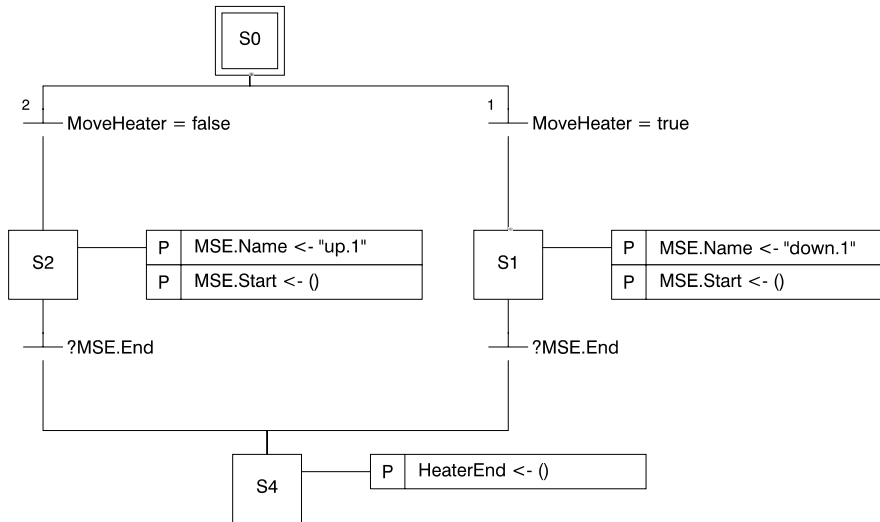 S0
2
MoveHeater = false
1
MoveHeater = true
S2
P
MSE.Name <- "up.1"
P
MSE.Start <- ()
S1
P
MSE.Name <- "down.1"
P
MSE.Start <- ()
?MSE.End
?MSE.End
S4
P
HeaterEnd <- ()